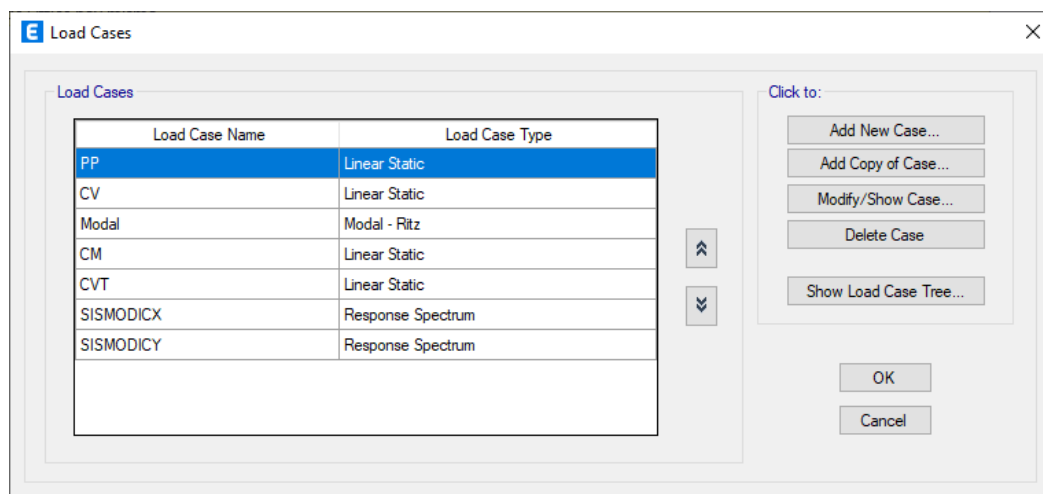 E Load Cases
Load Cases
Load Case Name Load Case Type
PP Linear Static
CV Linear Static
Modal Modal - Ritz
CM Linear Static
CVT Linear Static
SISMODICX Response Spectrum
SISMODICY Response Spectrum
Click to:
Add New Case...
Add Copy of Case...
Modify/Show Case...
Delete Case
Show Load Case Tree...
OK
Cancel